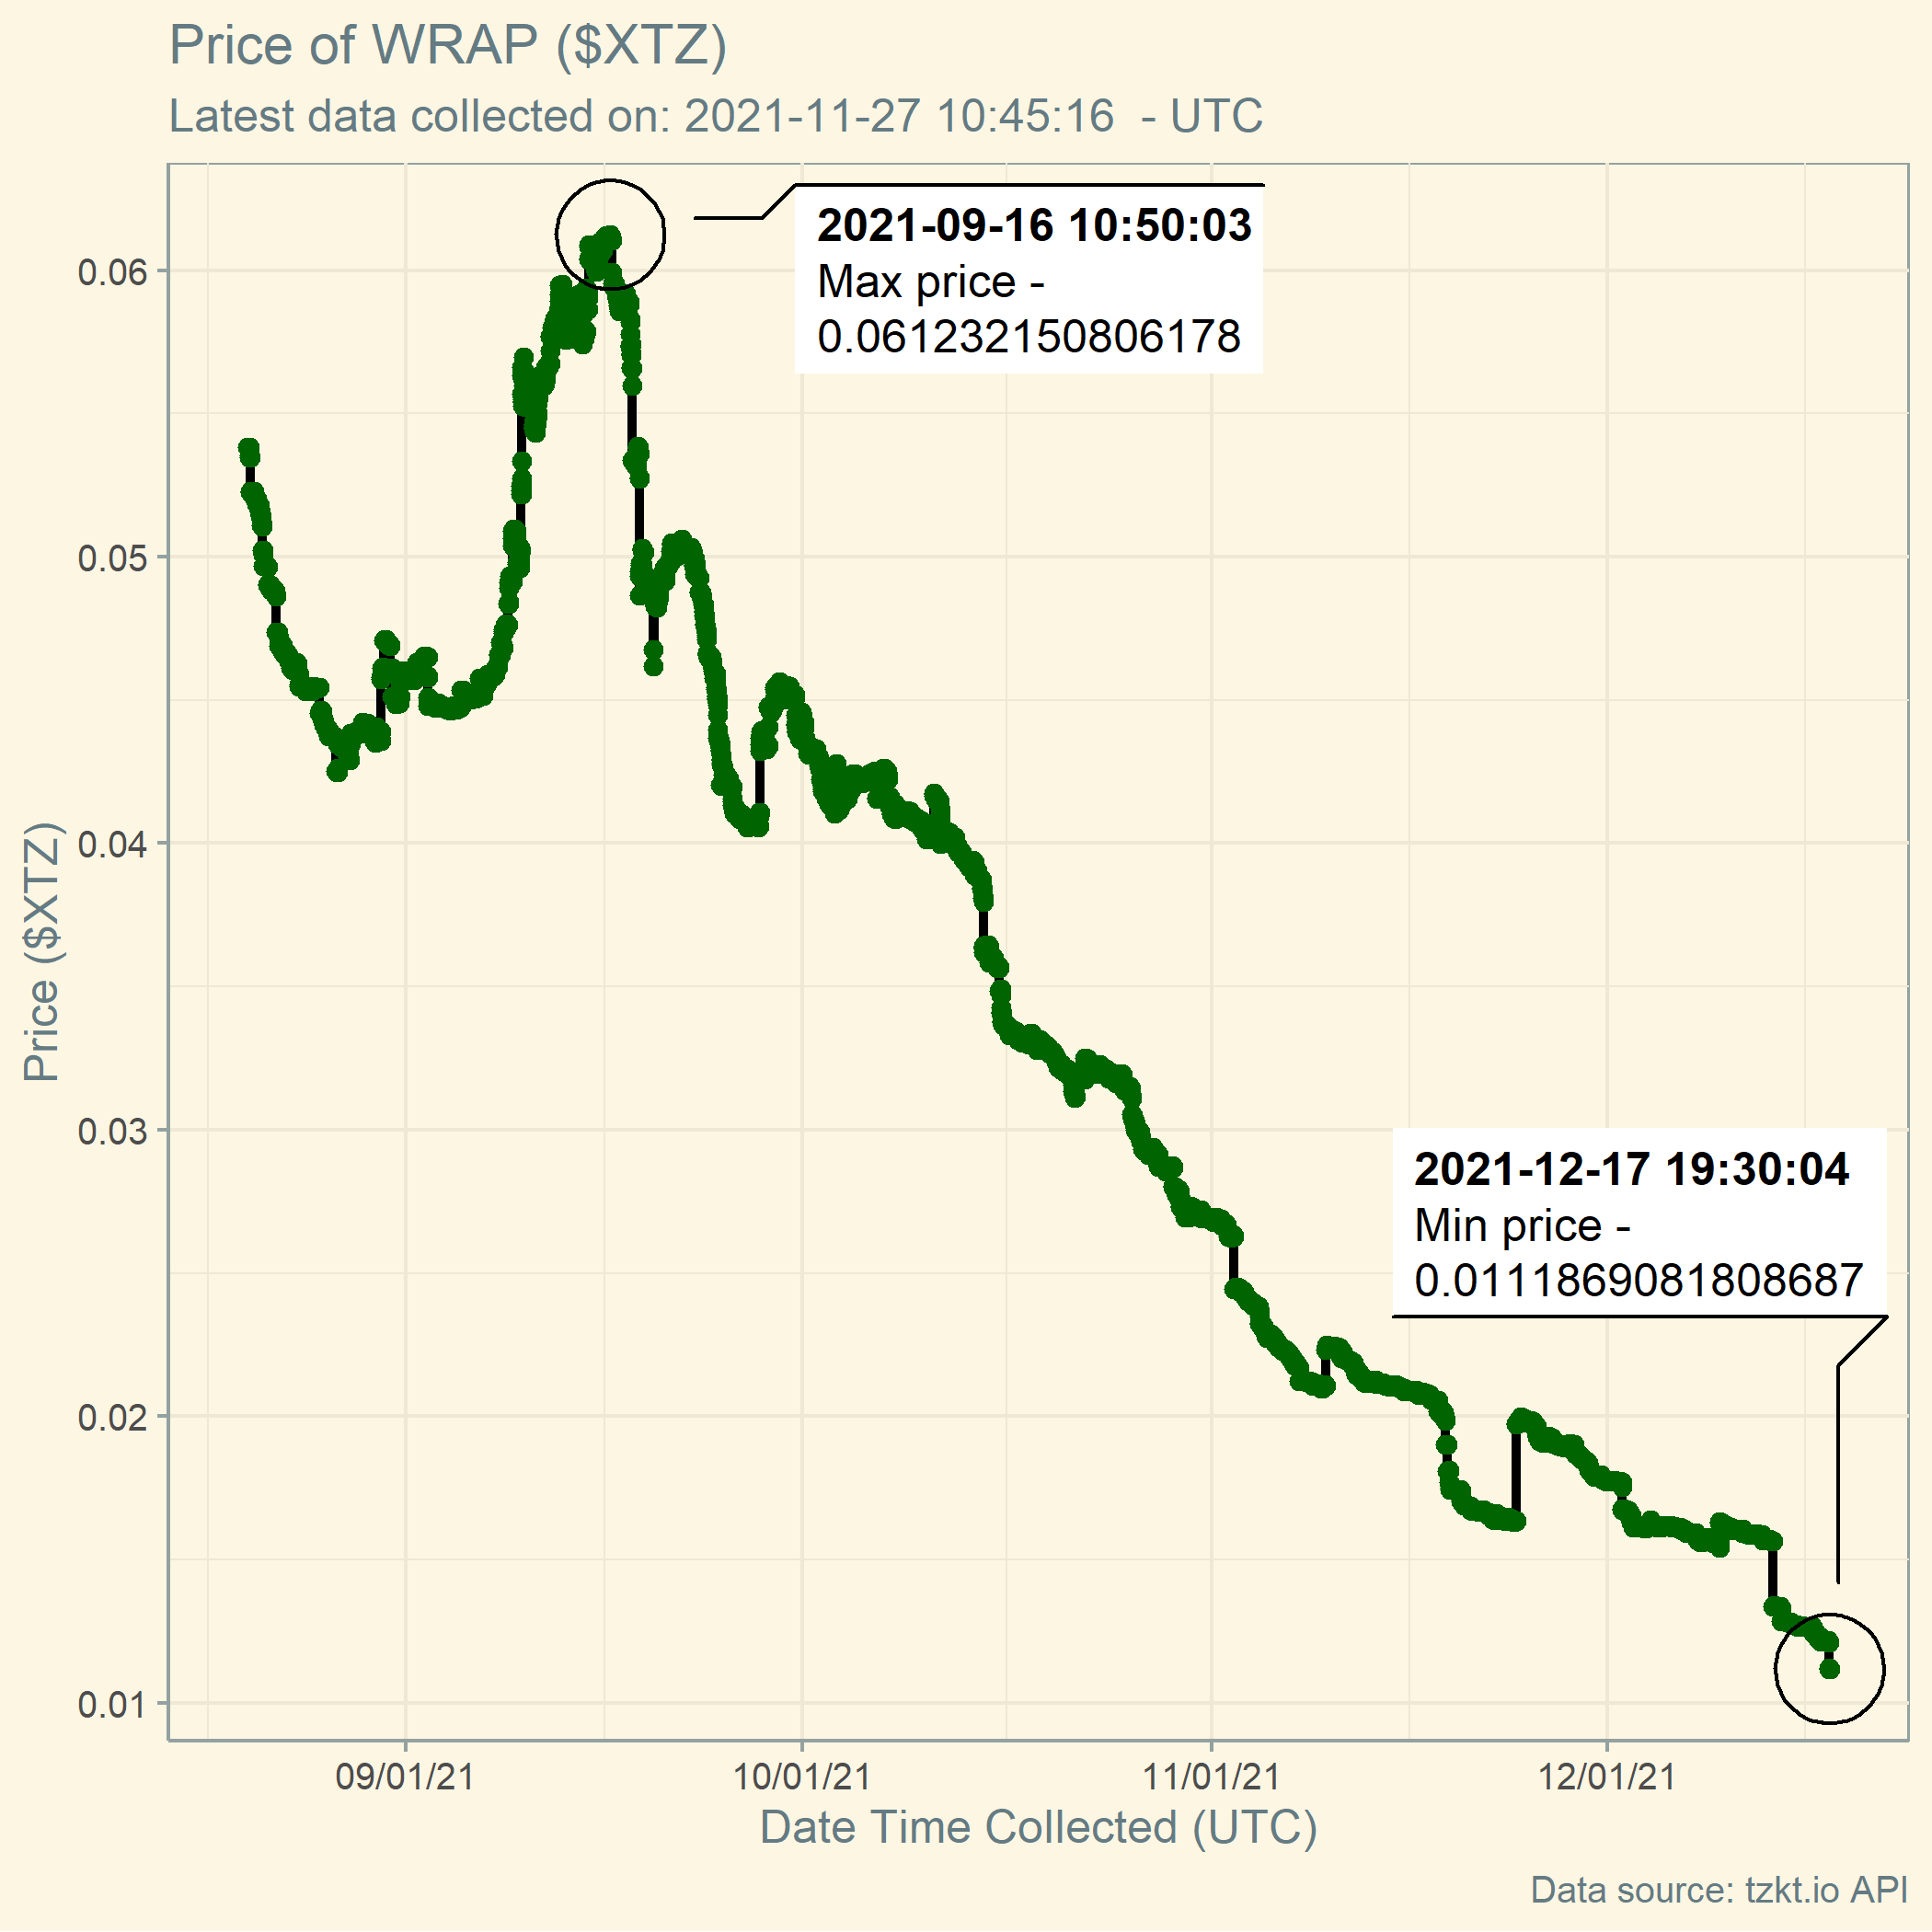 Price of WRAP ($XTZ)
Latest data collected on: 2021-11-27 10:45:16  - UTC
2021-09-16 10:50:03
Max price -
0.061232150806178
0.06
0.05
0.04
0.03
0.02
0.01
Price ($XTZ)
2021-12-17 19:30:04
Min price -
0.0111869081808687
09/01/21
10/01/21
11/01/21
12/01/21
Date Time Collected (UTC)
Data source: tzkt.io API